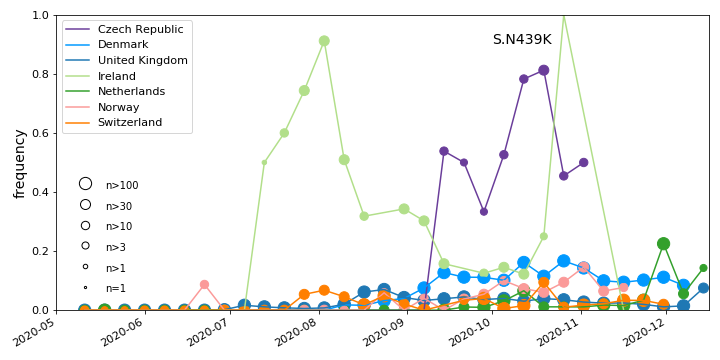 S.N439K
Czech Republic
Denmark
United Kingdom
Ireland
Netherlands
Norway
Switzerland
n>100
n>30
n>10
n>3
n>1
n=1
frequency
1.0
0.8
0.6
0.4
0.2
0.0
2020-05
2020-06
2020-07
2020-08
2020-09
2020-10
2020-11
2020-12